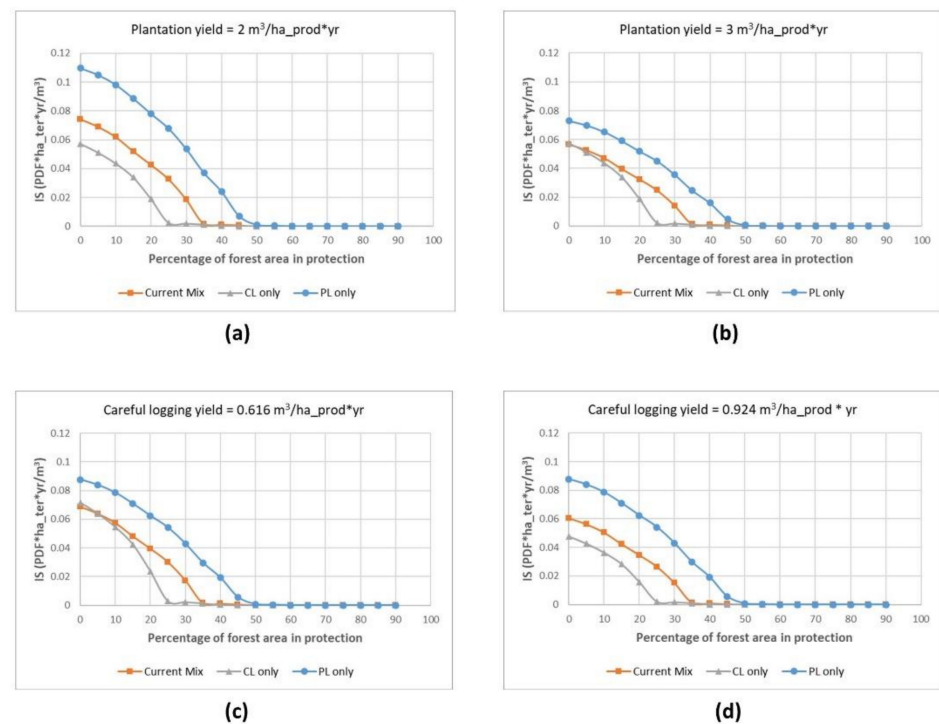 Plantation yield = 2 m³/ha_prod*yr
IS (PDF*ha_ter*yr/m³)
0.12
0.1
0.08
0.06
0.04
0.02
0
0 10 20 30 40 50 60 70 80 90 100
Percentage of forest area in protection
Current Mix CL only PL only
(a)
Plantation yield = 3 m³/ha_prod*yr
IS (PDF*ha_ter*yr/m³)
0.12
0.1
0.08
0.06
0.04
0.02
0
0 10 20 30 40 50 60 70 80 90 100
Percentage of forest area in protection
Current Mix CL only PL only
(b)
Careful logging yield = 0.616 m³/ha_prod*yr
IS (PDF*ha_ter*yr/m³)
0.12
0.1
0.08
0.06
0.04
0.02
0
0 10 20 30 40 50 60 70 80 90 100
Percentage of forest area in protection
Current Mix CL only PL only
(c)
Careful logging yield = 0.924 m³/ha_prod * yr
IS (PDF*ha_ter*yr/m³)
0.12
0.1
0.08
0.06
0.04
0.02
0
0 10 20 30 40 50 60 70 80 90 100
Percentage of forest area in protection
Current Mix CL only PL only
(d)